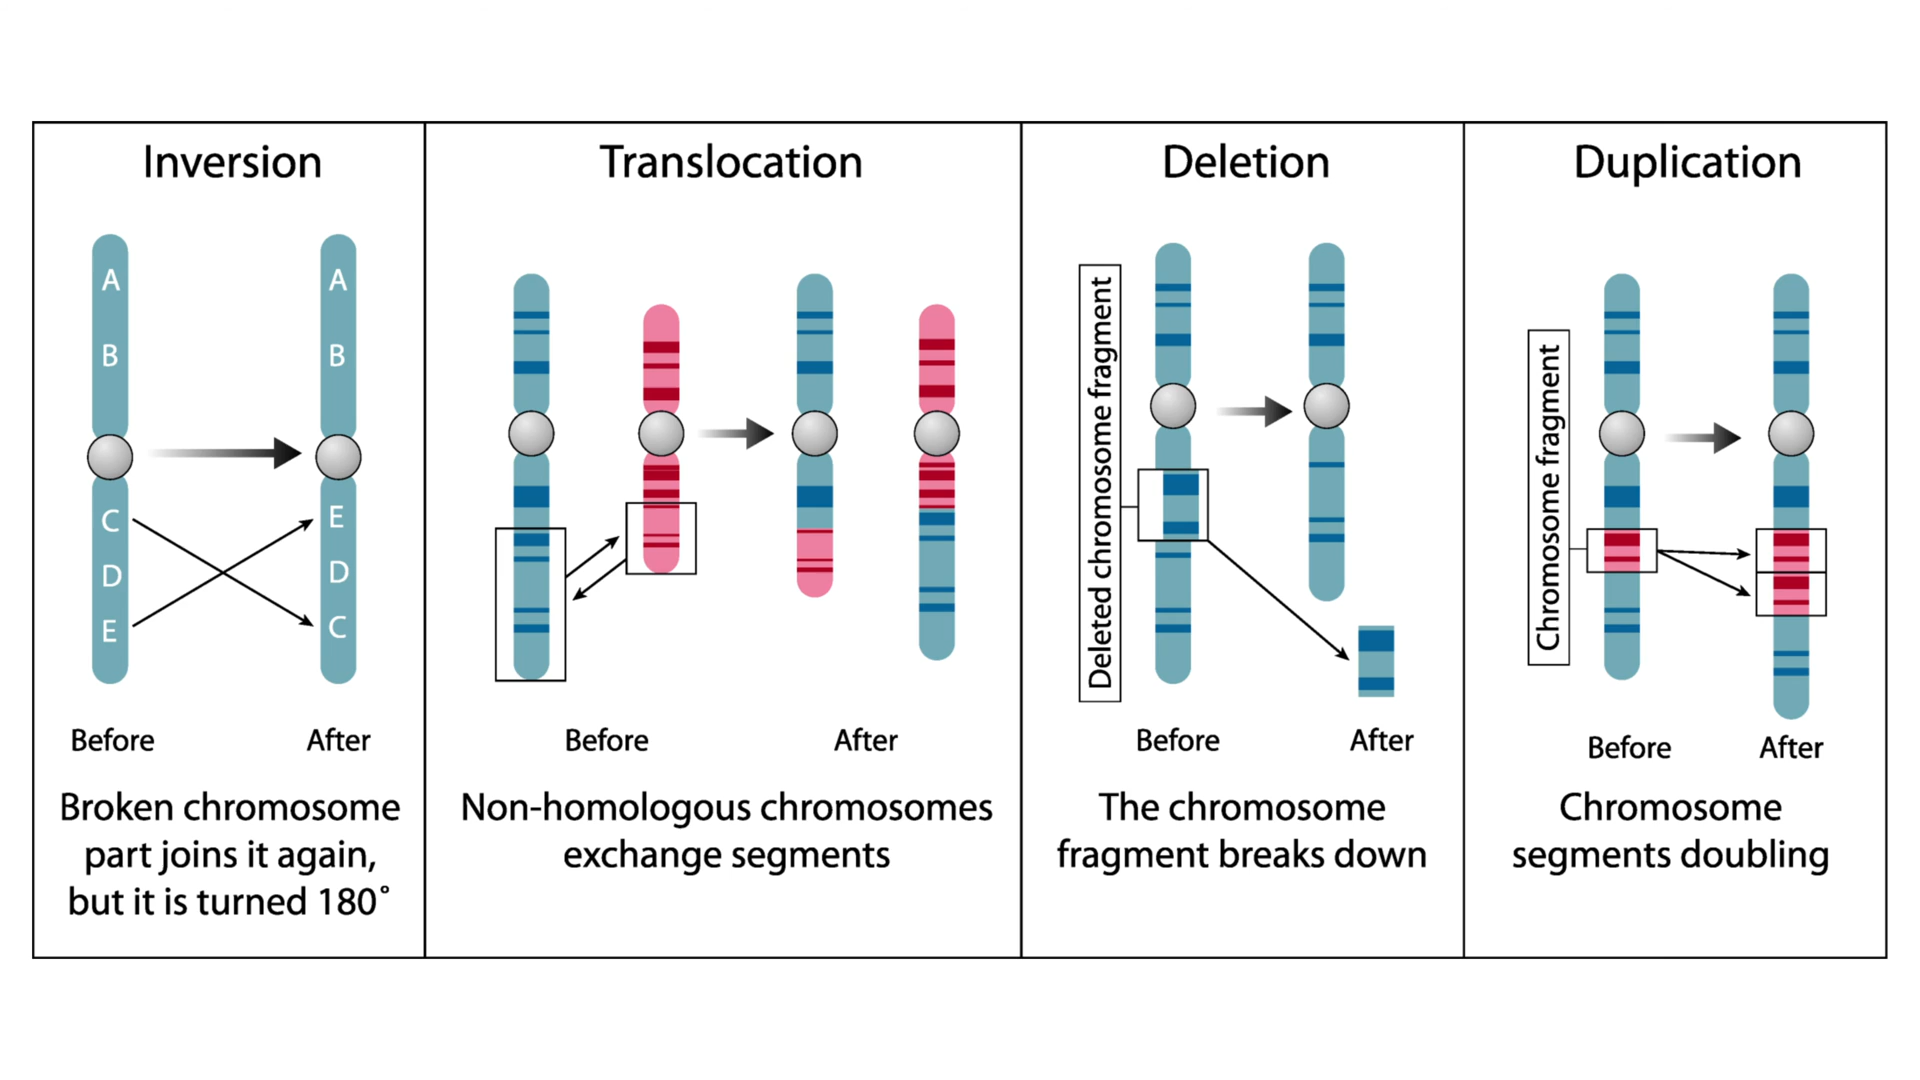 Inversion
A
B
C
D
E
A
B
E
D
C
Before
After
Broken chromosome
part joins it again,
but it is turned 180˚
Translocation
Before
After
Non-homologous chromosomes
exchange segments
Deletion
Deleted chromosome fragment
Before
After
The chromosome
fragment breaks down
Duplication
Chromosome fragment
Before
After
Chromosome
segments doubling